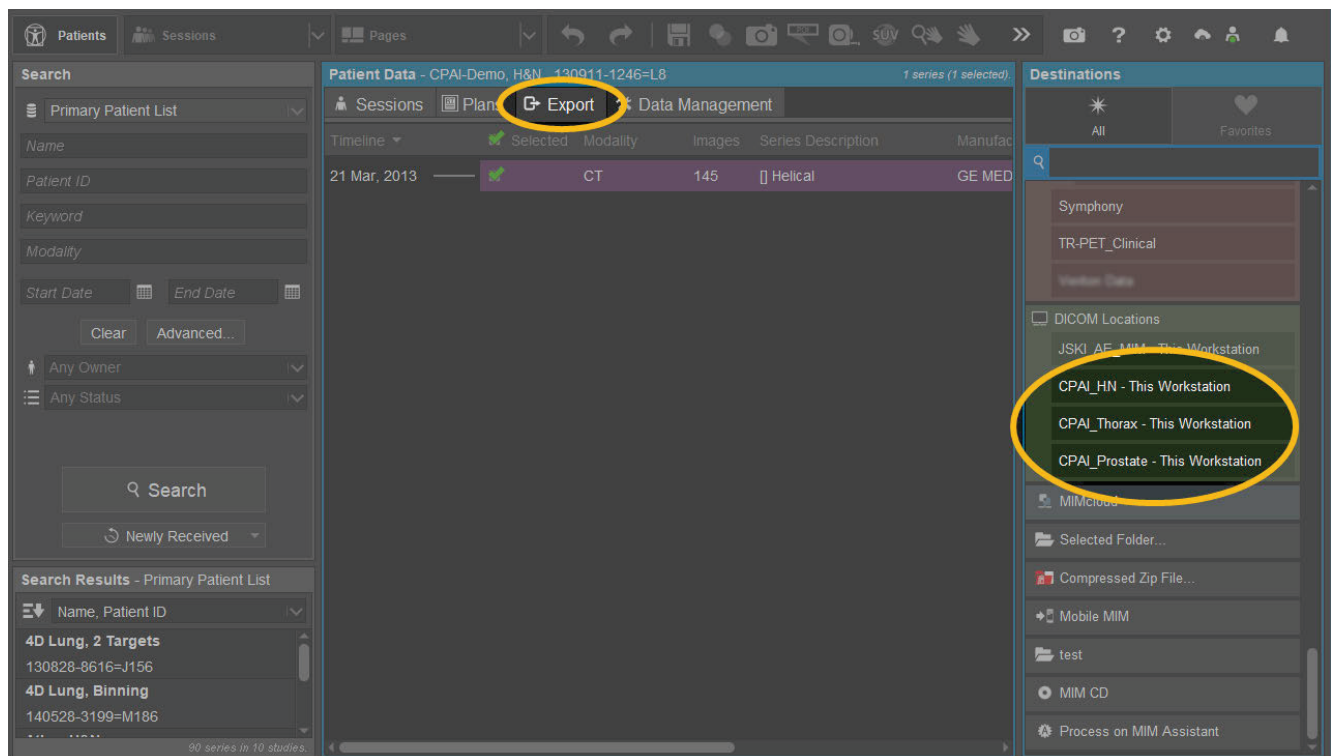 Patients
Sessions
Pages
SUV
Search
Primary Patient List
Name
Patient ID
Keyword
Modality
Start Date
End Date
Clear
Advanced...
Any Owner
Any Status
Search
Newly Received
Search Results - Primary Patient List
Name, Patient ID
4D Lung, 2 Targets
130828-8616=J156
4D Lung, Binning
140528-3199=M186
90 series in 10 studies.
Patient Data - CPAI-Demo, H&N 130911-1246=L8
1 series (1 selected).
Sessions
Plans
Export
Data Management
Timeline Selected Modality Images Series Description Manufac
21 Mar, 2013 CT 145 [] Helical GE MED
Destinations
All
Favorites
Symphony
TR-PET_Clinical
DICOM Locations
JSKI_AE_MIM - This Workstation
CPAI_HN - This Workstation
CPAI_Thorax - This Workstation
CPAI_Prostate - This Workstation
MIMcloud
Selected Folder...
Compressed Zip File...
Mobile MIM
test
MIM CD
Process on MIM Assistant